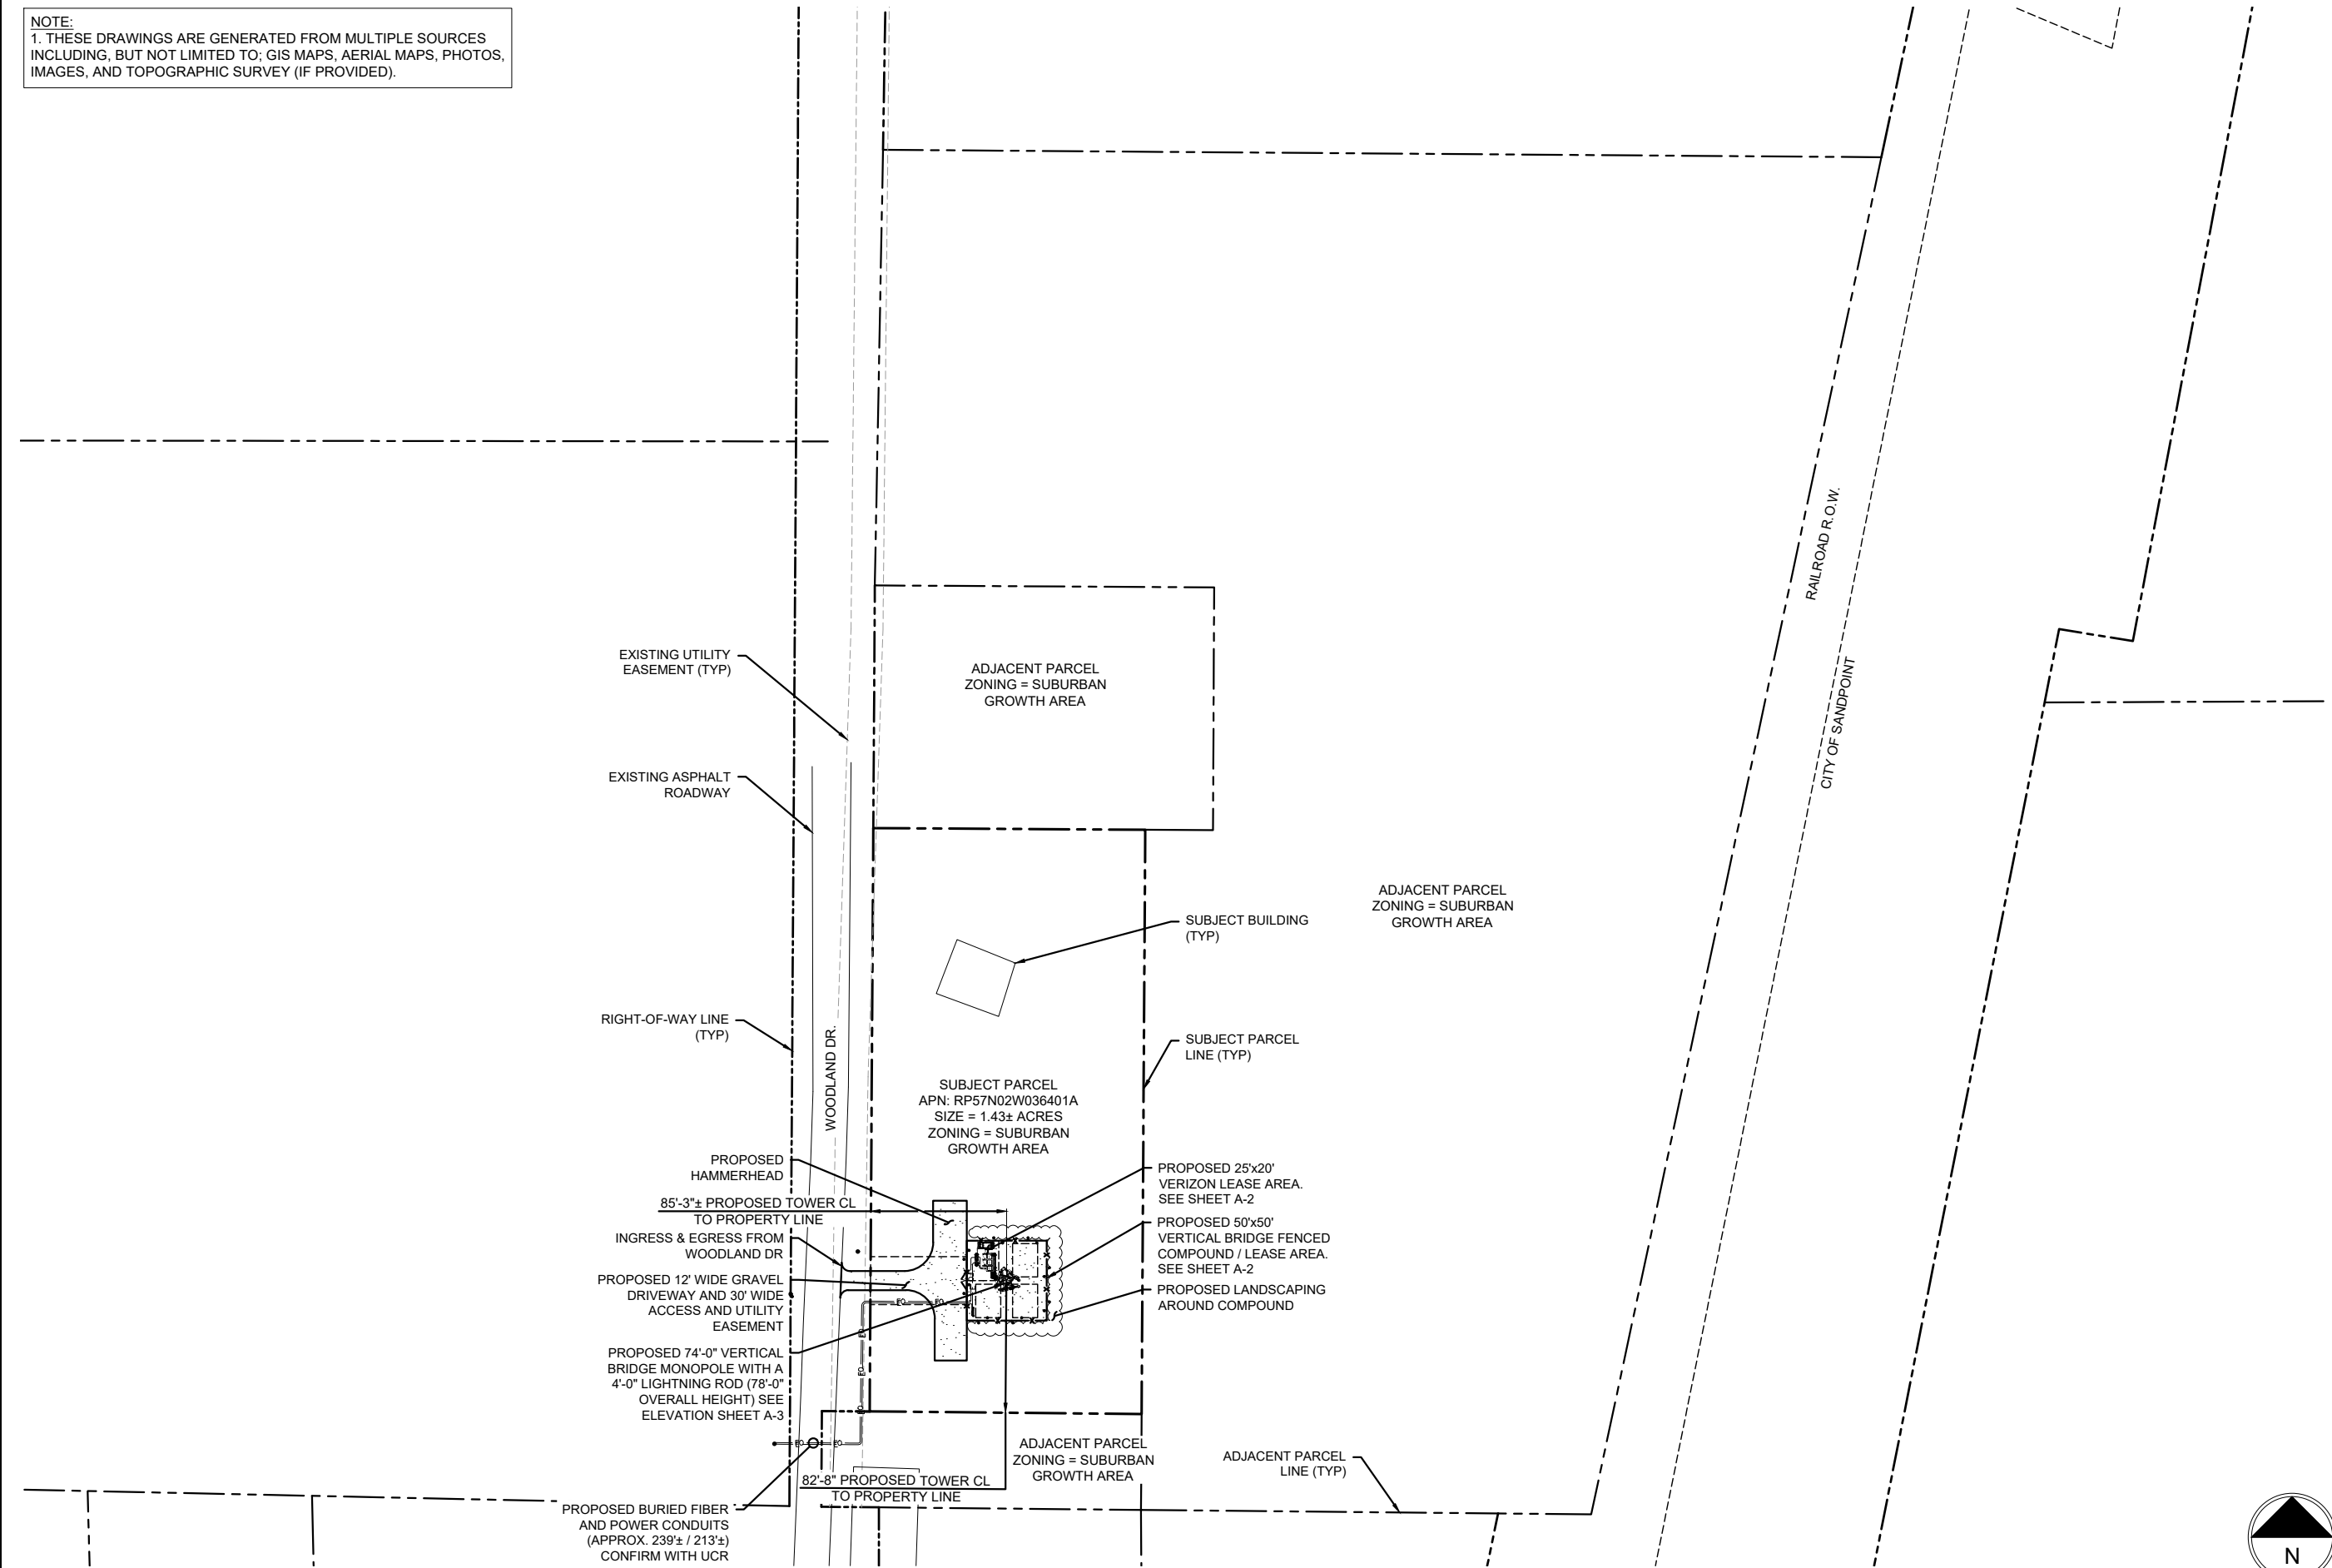 NOTE:
1. THESE DRAWINGS ARE GENERATED FROM MULTIPLE SOURCES
INCLUDING, BUT NOT LIMITED TO; GIS MAPS, AERIAL MAPS, PHOTOS,
IMAGES, AND TOPOGRAPHIC SURVEY (IF PROVIDED).
RAILROAD R.O.W.
CITY OF SANDPOINT
EXISTING UTILITY
EASEMENT (TYP)
ADJACENT PARCEL
ZONING = SUBURBAN
GROWTH AREA
EXISTING ASPHALT
ROADWAY
ADJACENT PARCEL
ZONING = SUBURBAN
GROWTH AREA
SUBJECT BUILDING
(TYP)
RIGHT-OF-WAY LINE
(TYP)
WOODLAND DR.
SUBJECT PARCEL
LINE (TYP)
SUBJECT PARCEL
APN: RP57N02W036401A
SIZE = 1.43± ACRES
ZONING = SUBURBAN
GROWTH AREA
PROPOSED
HAMMERHEAD
85'-3"± PROPOSED TOWER CL
TO PROPERTY LINE
INGRESS & EGRESS FROM
WOODLAND DR
PROPOSED 12' WIDE GRAVEL
DRIVEWAY AND 30' WIDE
ACCESS AND UTILITY
EASEMENT
PROPOSED 74'-0" VERTICAL
BRIDGE MONOPOLE WITH A
4'-0" LIGHTNING ROD (78'-0"
OVERALL HEIGHT) SEE
ELEVATION SHEET A-3
PROPOSED 25'x20'
VERIZON LEASE AREA.
SEE SHEET A-2
PROPOSED 50'x50'
VERTICAL BRIDGE FENCED
COMPOUND / LEASE AREA.
SEE SHEET A-2
PROPOSED LANDSCAPING
AROUND COMPOUND
ADJACENT PARCEL
ZONING = SUBURBAN
GROWTH AREA
ADJACENT PARCEL
LINE (TYP)
82'-8" PROPOSED TOWER CL
TO PROPERTY LINE
PROPOSED BURIED FIBER
AND POWER CONDUITS
(APPROX. 239'± / 213'±)
CONFIRM WITH UCR
N